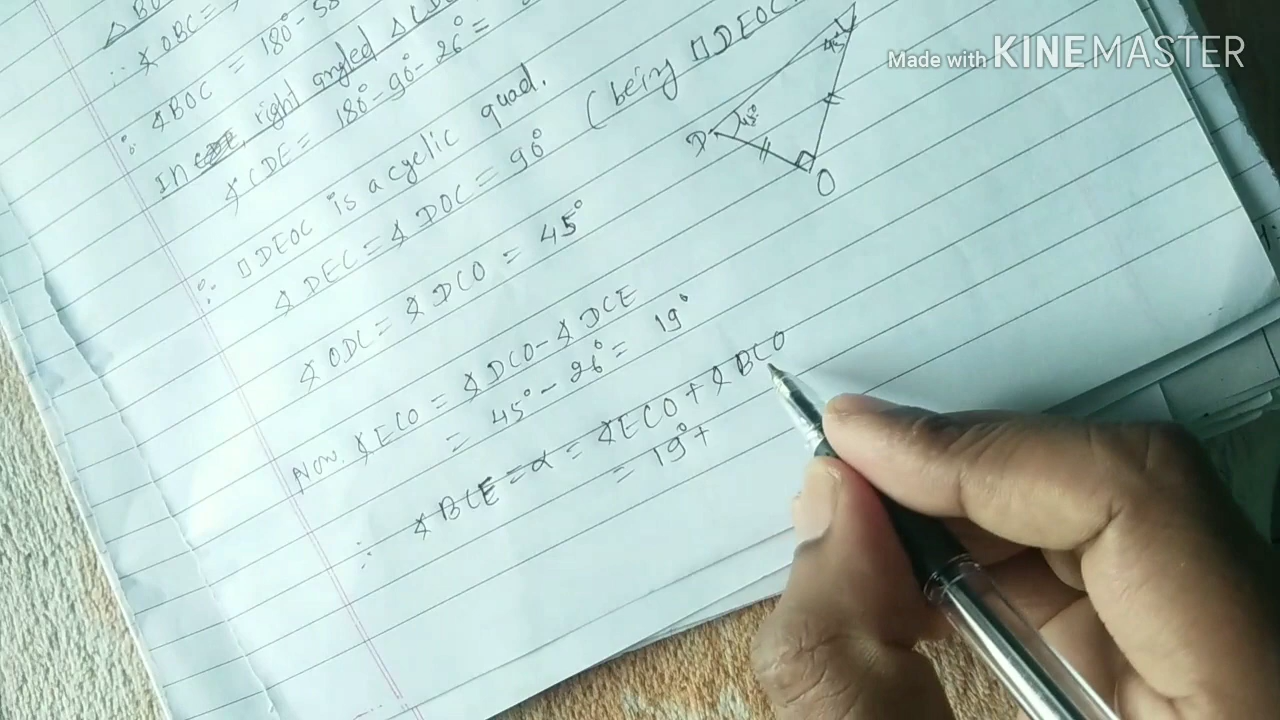 ∴ ∡OBC =
∡BOC = 180° - 58
In right angled △CD
∡CDE = 180° = 90° - 26° =
∴ □DEOC is a cyclic quad.
∡DEC = ∡DOC = 90° (being □DEOC
∡ODC = ∡DCO = 45°
Now. ∡ECO = ∡DCO - ∡DCE
= 45° - 26° = 19°
∴ ∡BCE = α = ∡ECO + ∡BCO
= 19° +
D
45°
45°
O
Made with KINEMASTER